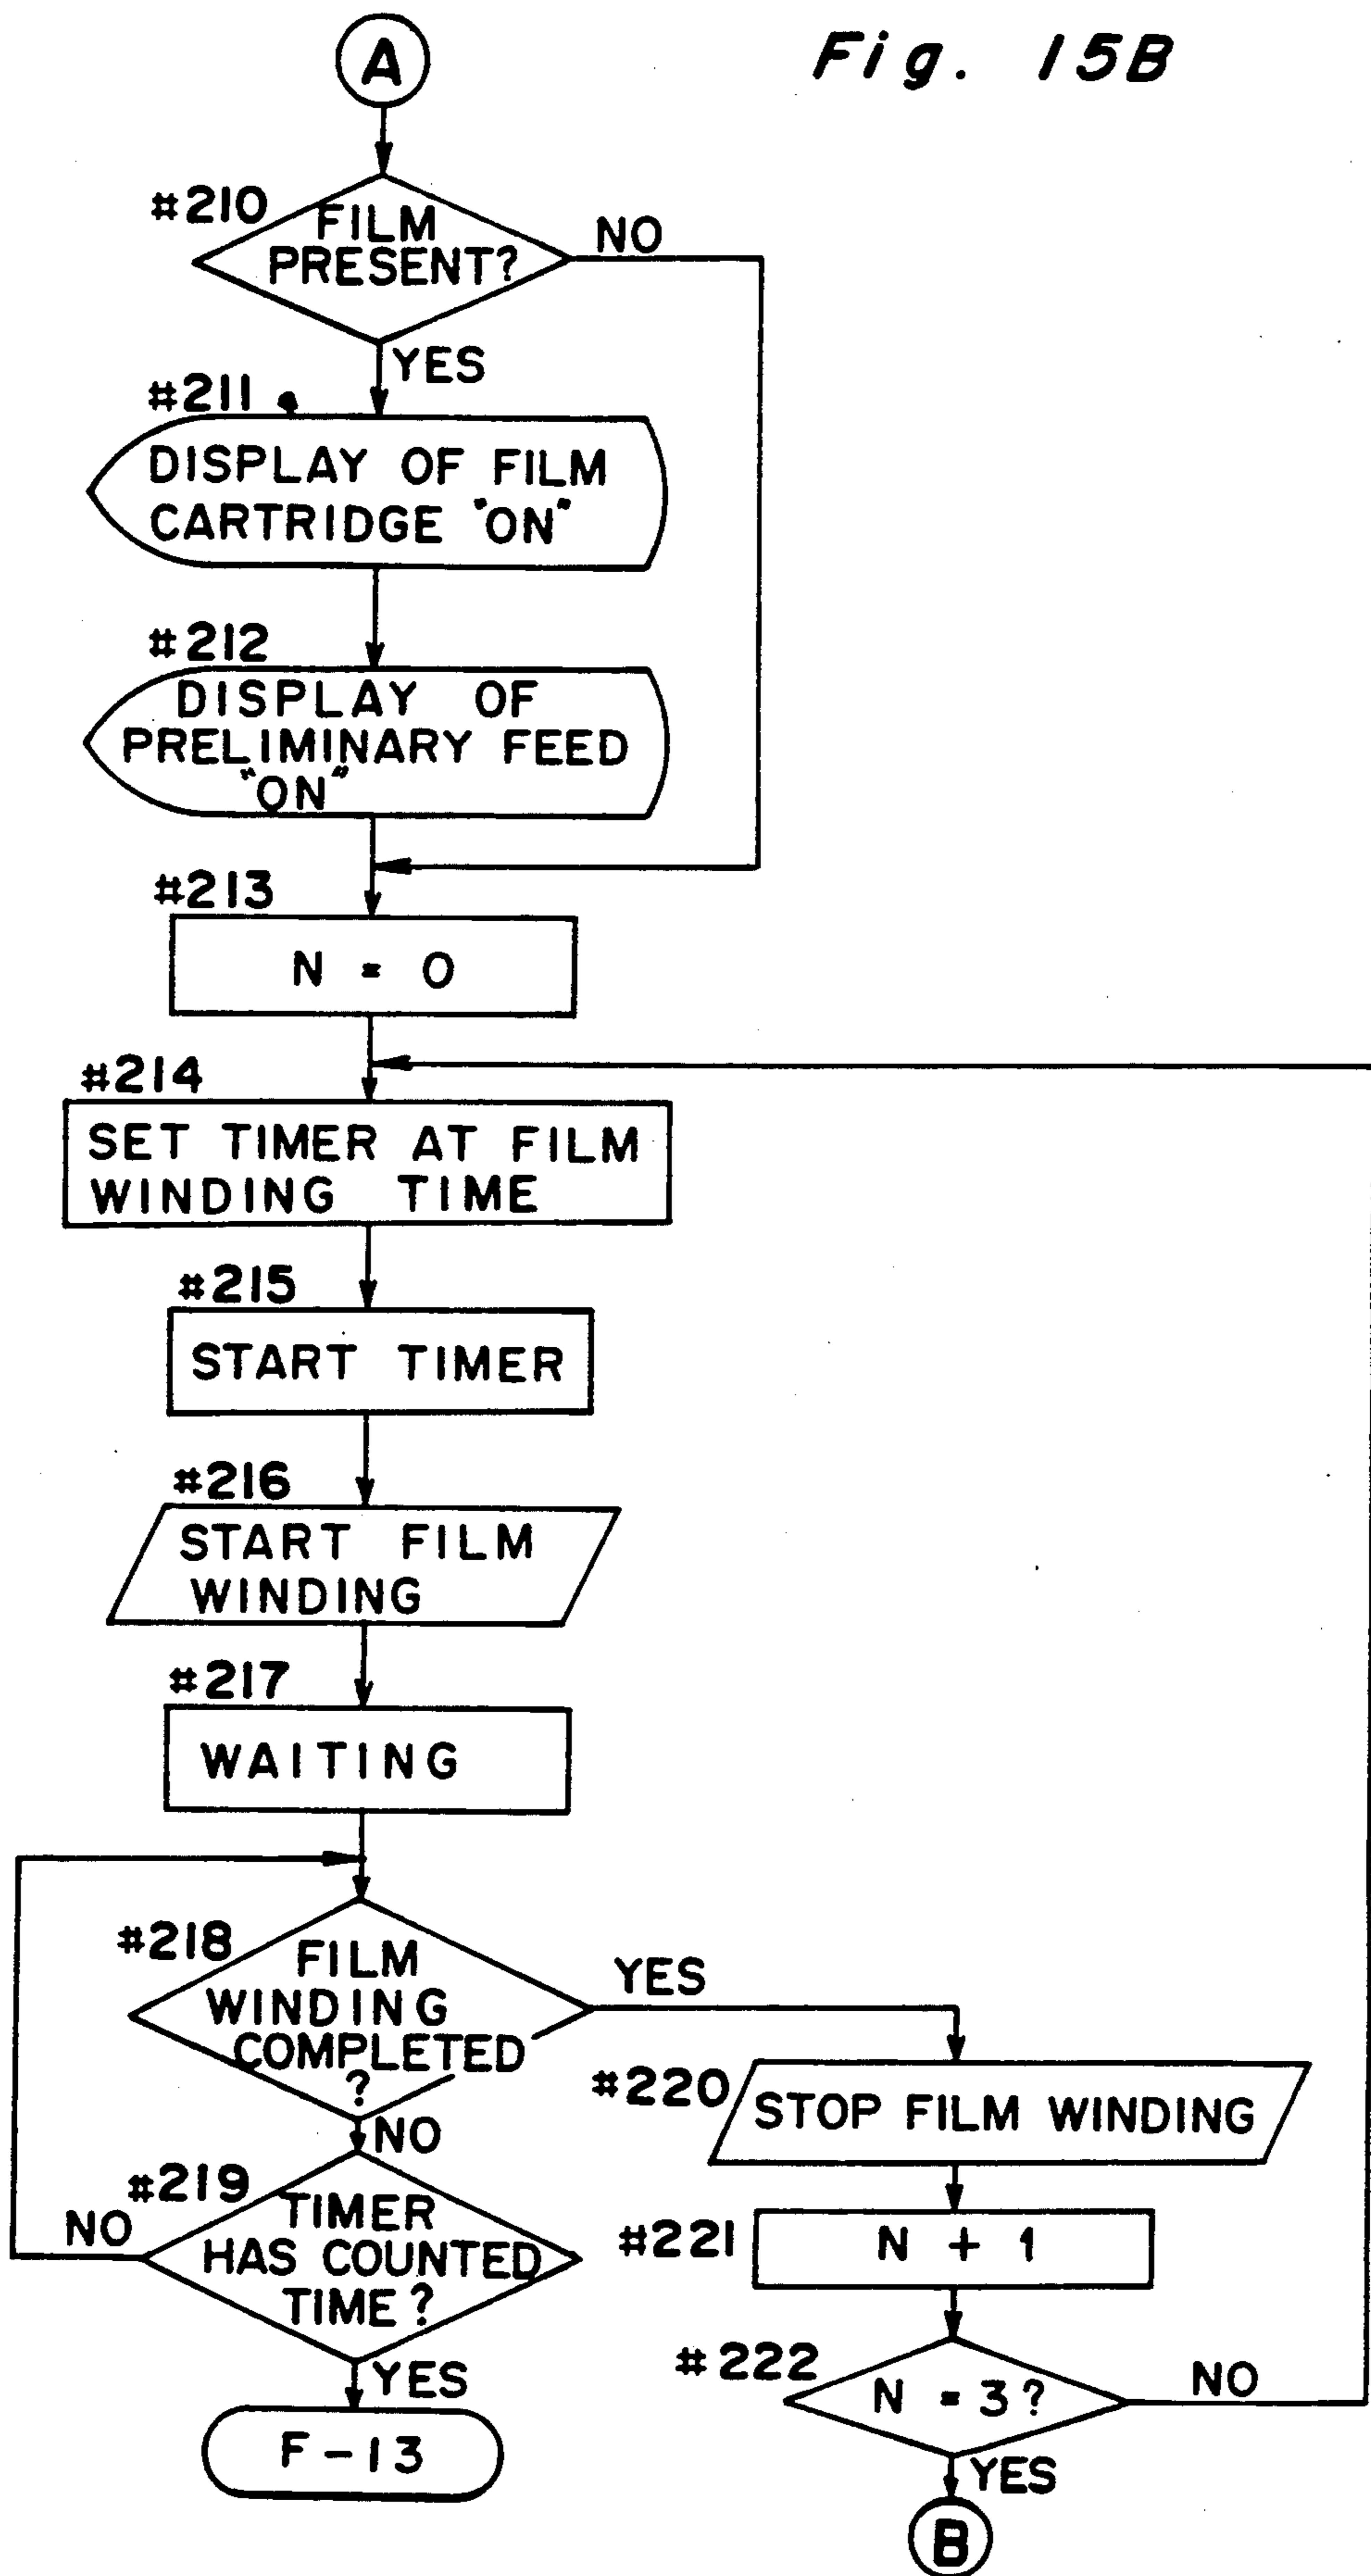 Fig. 15B
A
#210
FILM
PRESENT?
NO
YES
#211
DISPLAY OF FILM
CARTRIDGE "ON"
#212
DISPLAY OF
PRELIMINARY FEED
"ON"
#213
N = 0
#214
SET TIMER AT FILM
WINDING TIME
#215
START TIMER
#216
START FILM
WINDING
#217
WAITING
#218
FILM
WINDING
COMPLETED
?
YES
NO
#219
TIMER
HAS COUNTED
TIME?
NO
YES
F-13
#220
STOP FILM WINDING
#221
N + 1
#222
N = 3?
NO
YES
B